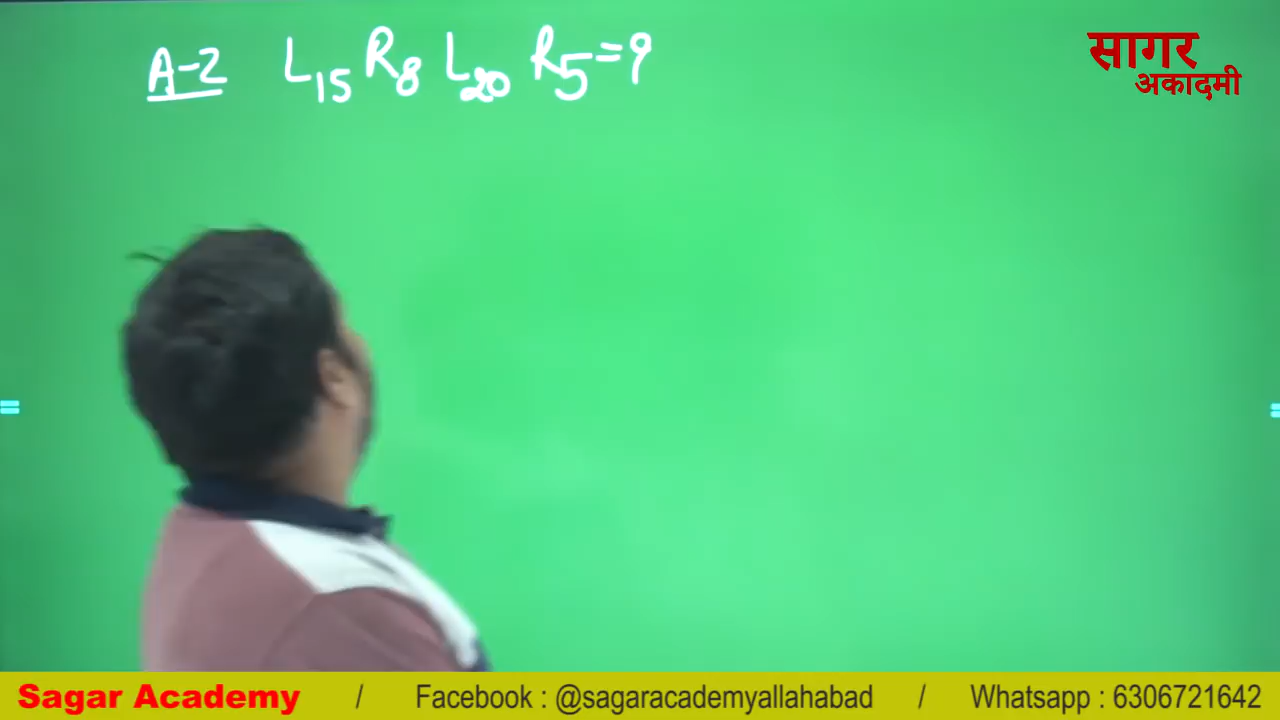 A-Z L15 R8 L20 R5=?
सागर
अकादमी
Sagar Academy / Facebook : @sagaracademyallahabad / Whatsapp : 6306721642